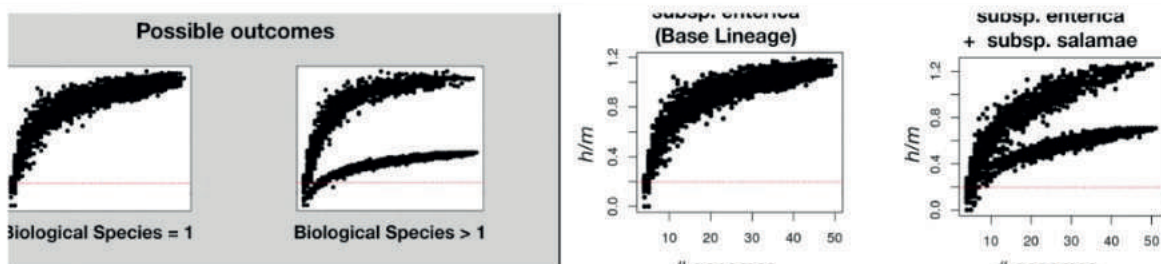 Possible outcomes
Biological Species = 1
Biological Species > 1
subsp. enterica
(Base Lineage)
h/m
0.0 0.4 0.8 1.2
10 20 30 40 50
subsp. enterica
+ subsp. salamae
h/m
0.0 0.4 0.8 1.2
10 20 30 40 50